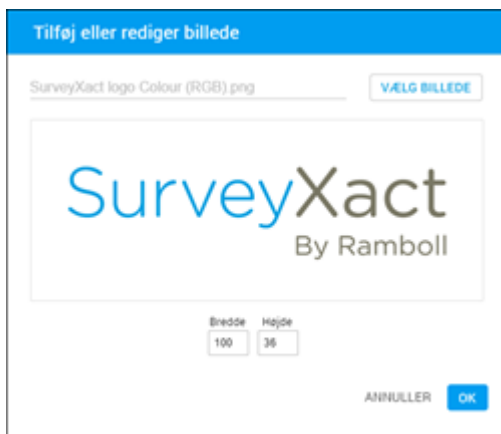 Tilføj eller rediger billede
SurveyXact logo Colour (RGB).png VÆLG BILLEDE
SurveyXact
By Ramboll
Bredde Højde
100 36
ANNULLER OK